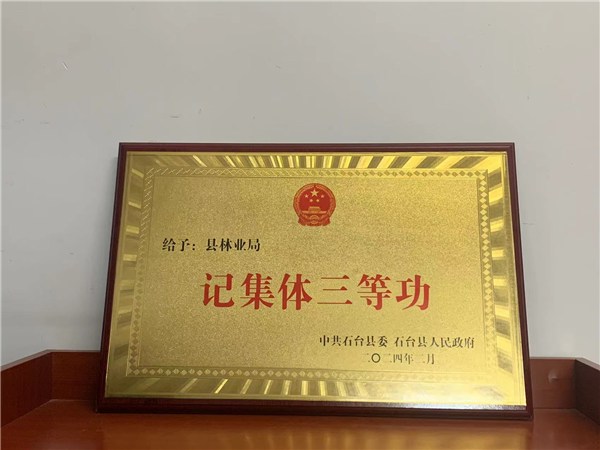 给予：县林业局
记集体三等功
中共石台县委 石台县人民政府
二〇二四年二月